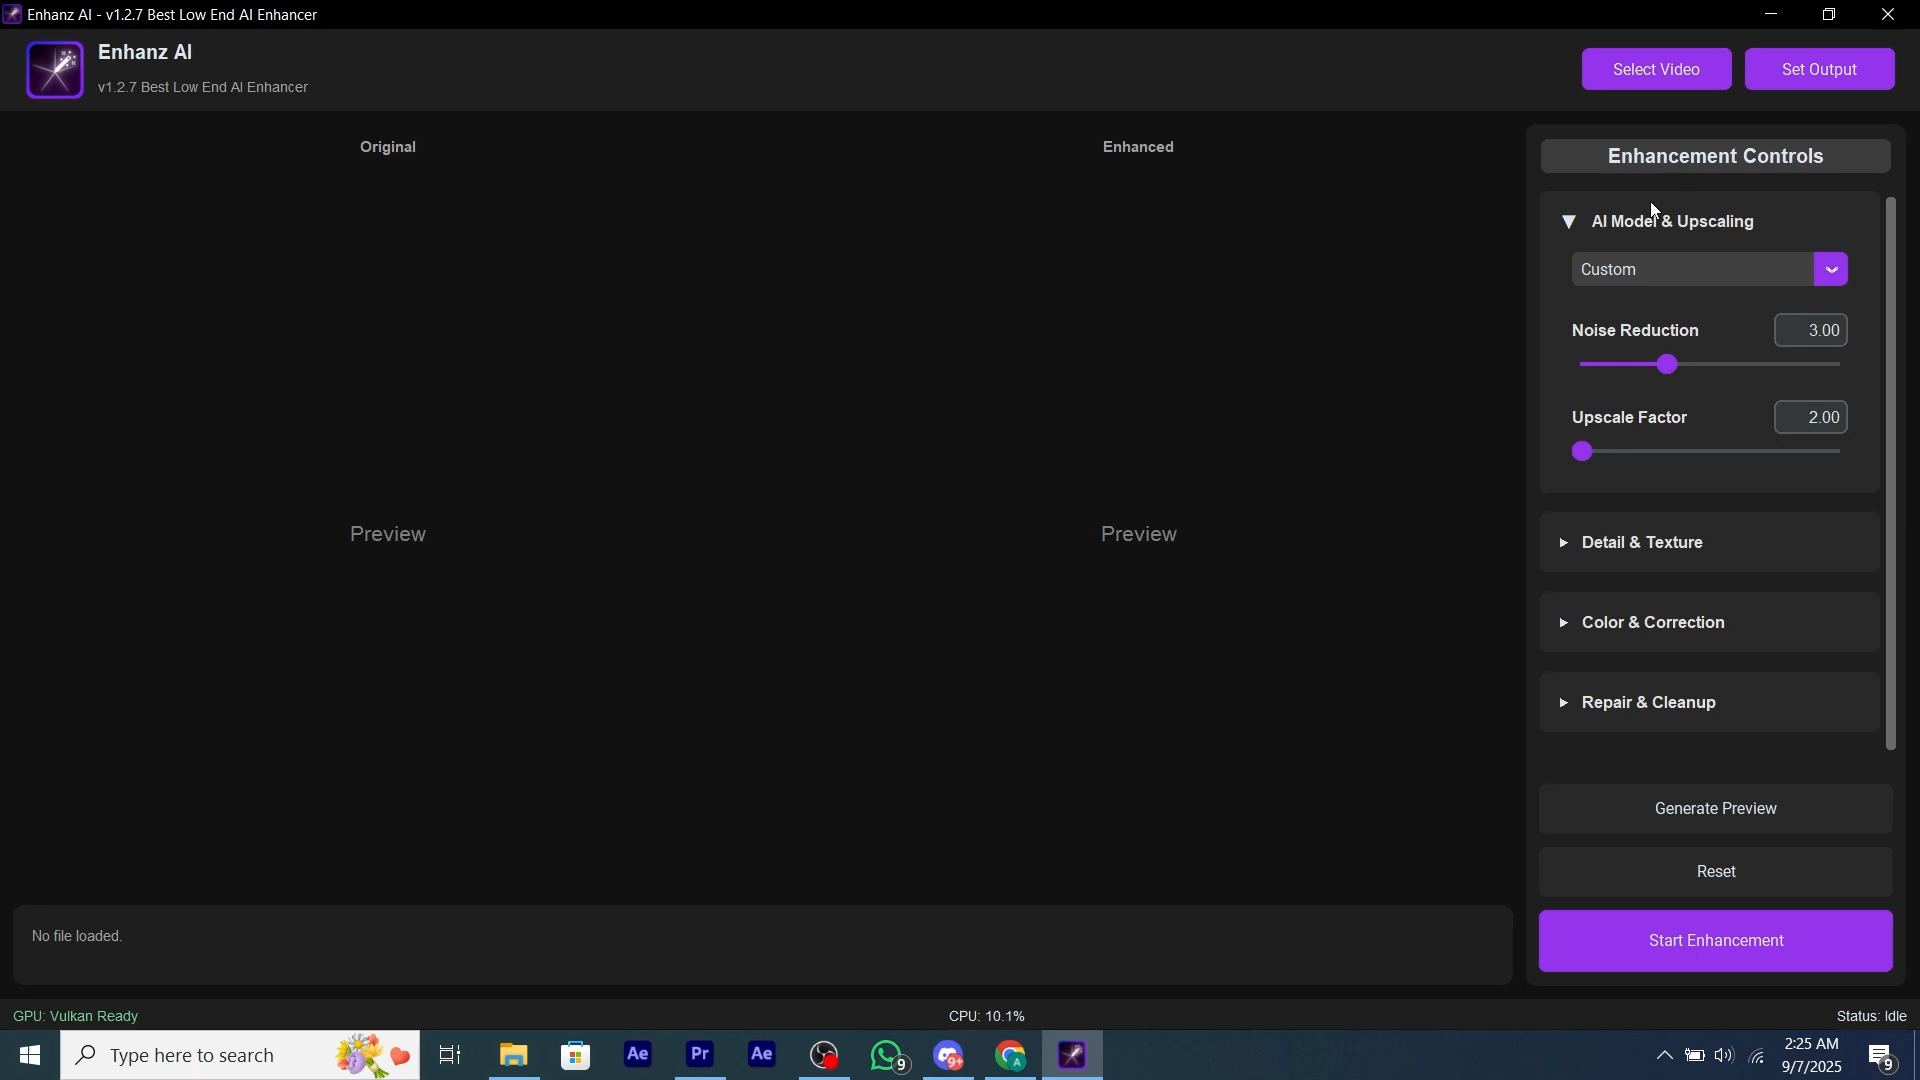 Enhanz AI - v1.2.7 Best Low End AI Enhancer
Enhanz AI
v1.2.7 Best Low End AI Enhancer
Select Video
Set Output
Original
Enhanced
Enhancement Controls
AI Model & Upscaling
Custom
Noise Reduction
3.00
Upscale Factor
2.00
Preview
Preview
Detail & Texture
Color & Correction
Repair & Cleanup
Generate Preview
Reset
Start Enhancement
No file loaded.
GPU: Vulkan Ready
CPU: 10.1%
Status: Idle
Type here to search
Ae
Pr
Ae
9
9+
A
2:25 AM
9/7/2025
9